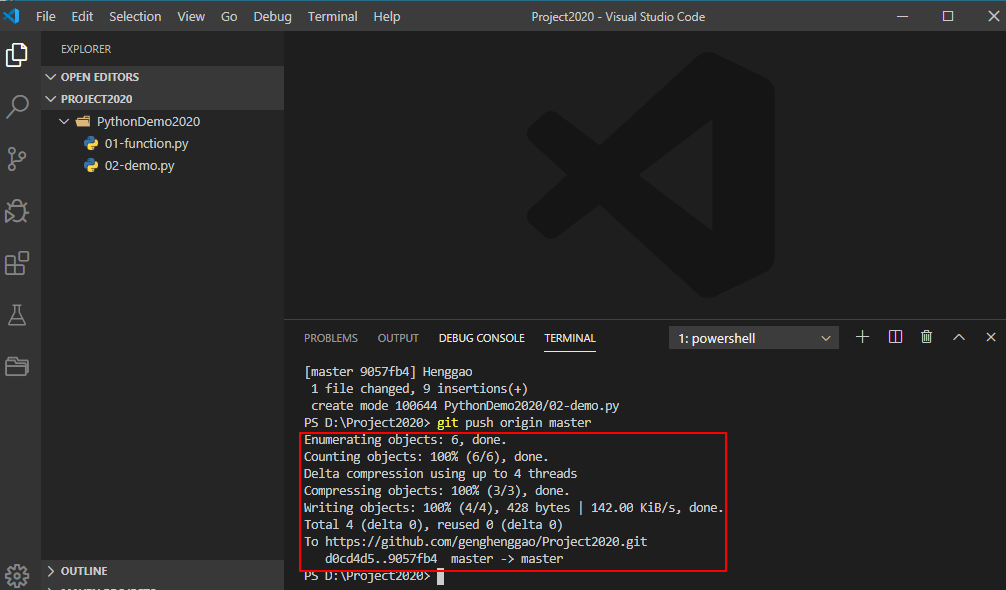 File Edit Selection View Go Debug Terminal Help Project2020 - Visual Studio Code
EXPLORER
OPEN EDITORS
PROJECT2020
PythonDemo2020
01-function.py
02-demo.py
OUTLINE
PROBLEMS OUTPUT DEBUG CONSOLE TERMINAL 1: powershell
[master 9057fb4] Henggao
1 file changed, 9 insertions(+)
create mode 100644 PythonDemo2020/02-demo.py
PS D:\Project2020> git push origin master
Enumerating objects: 6, done.
Counting objects: 100% (6/6), done.
Delta compression using up to 4 threads
Compressing objects: 100% (3/3), done.
Writing objects: 100% (4/4), 428 bytes | 142.00 KiB/s, done.
Total 4 (delta 0), reused 0 (delta 0)
To https://github.com/genghenggao/Project2020.git
d0cd4d5..9057fb4 master -> master
PS D:\Project2020>